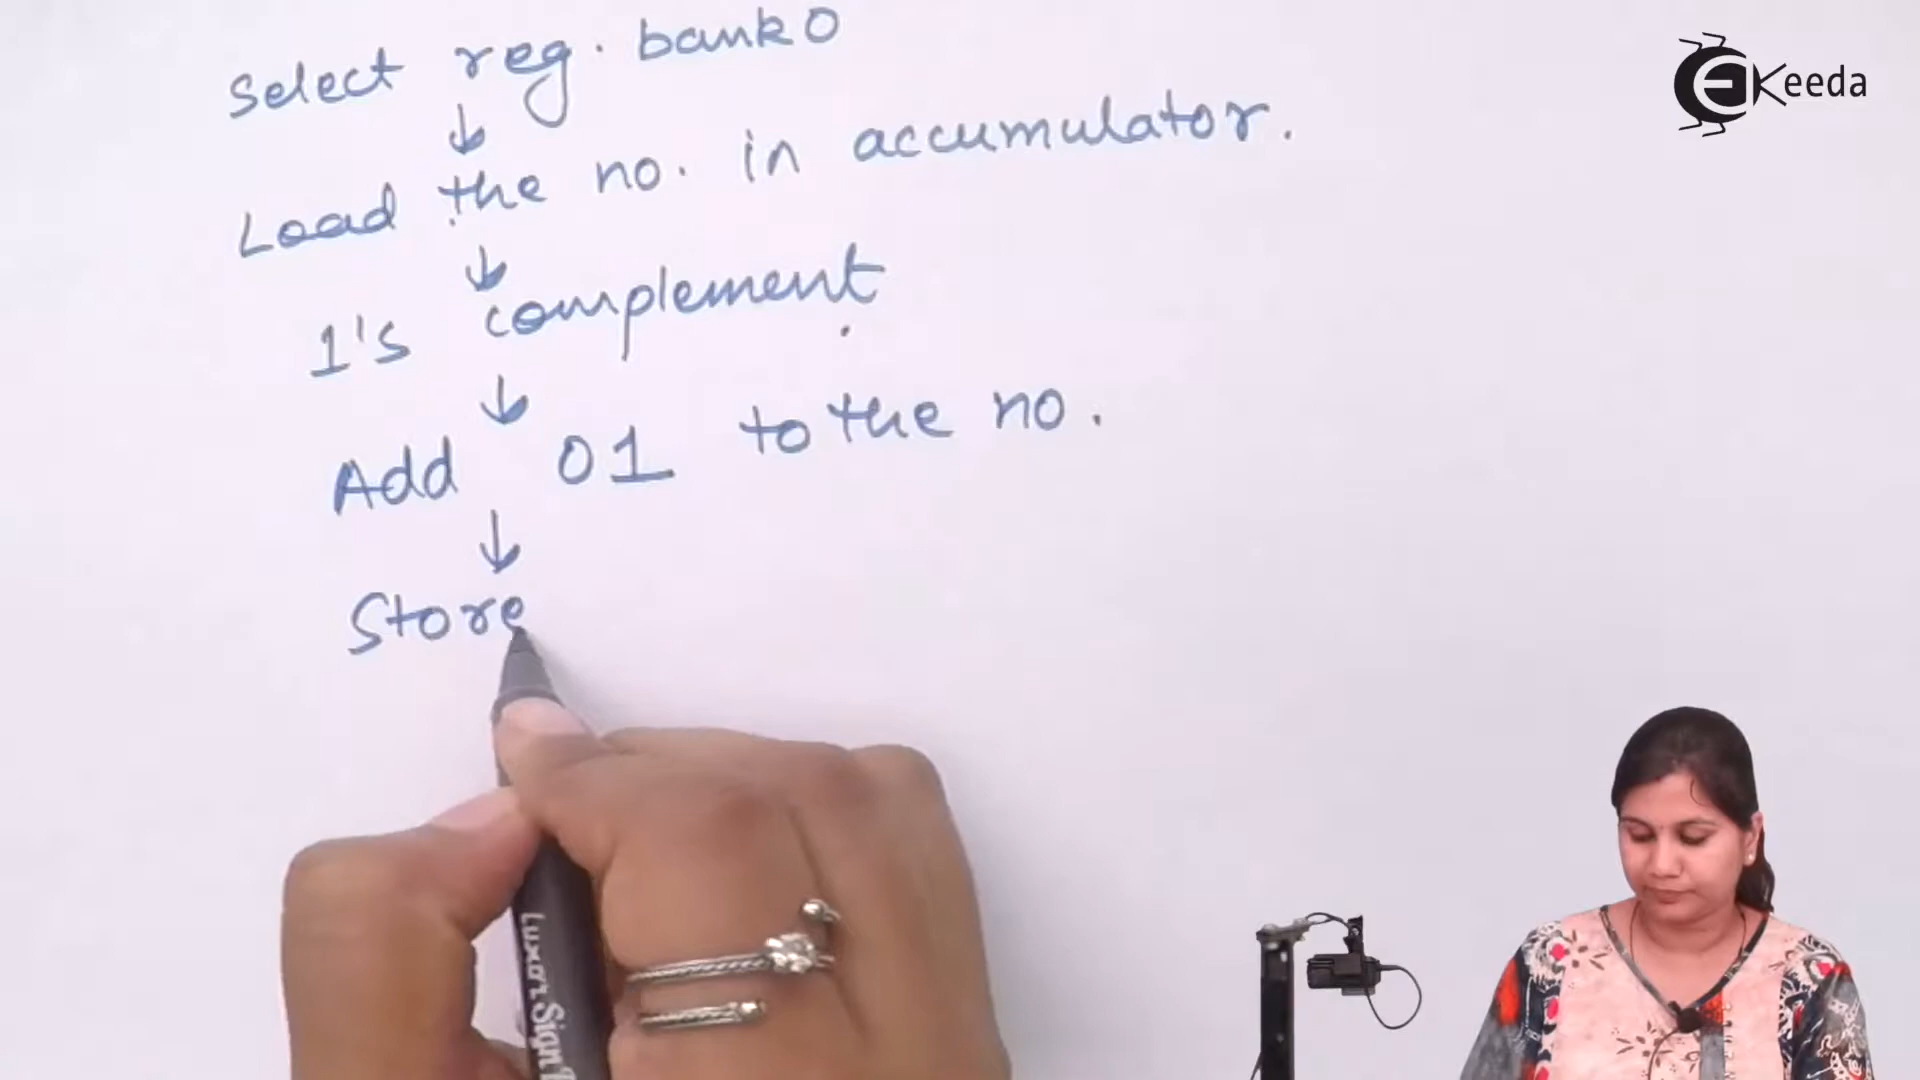 Select reg. bank 0
↓
Load the no. in accumulator.
↓
1's complement
↓
Add 01 to the no.
↓
Store
EKeeda
Luxor Sign